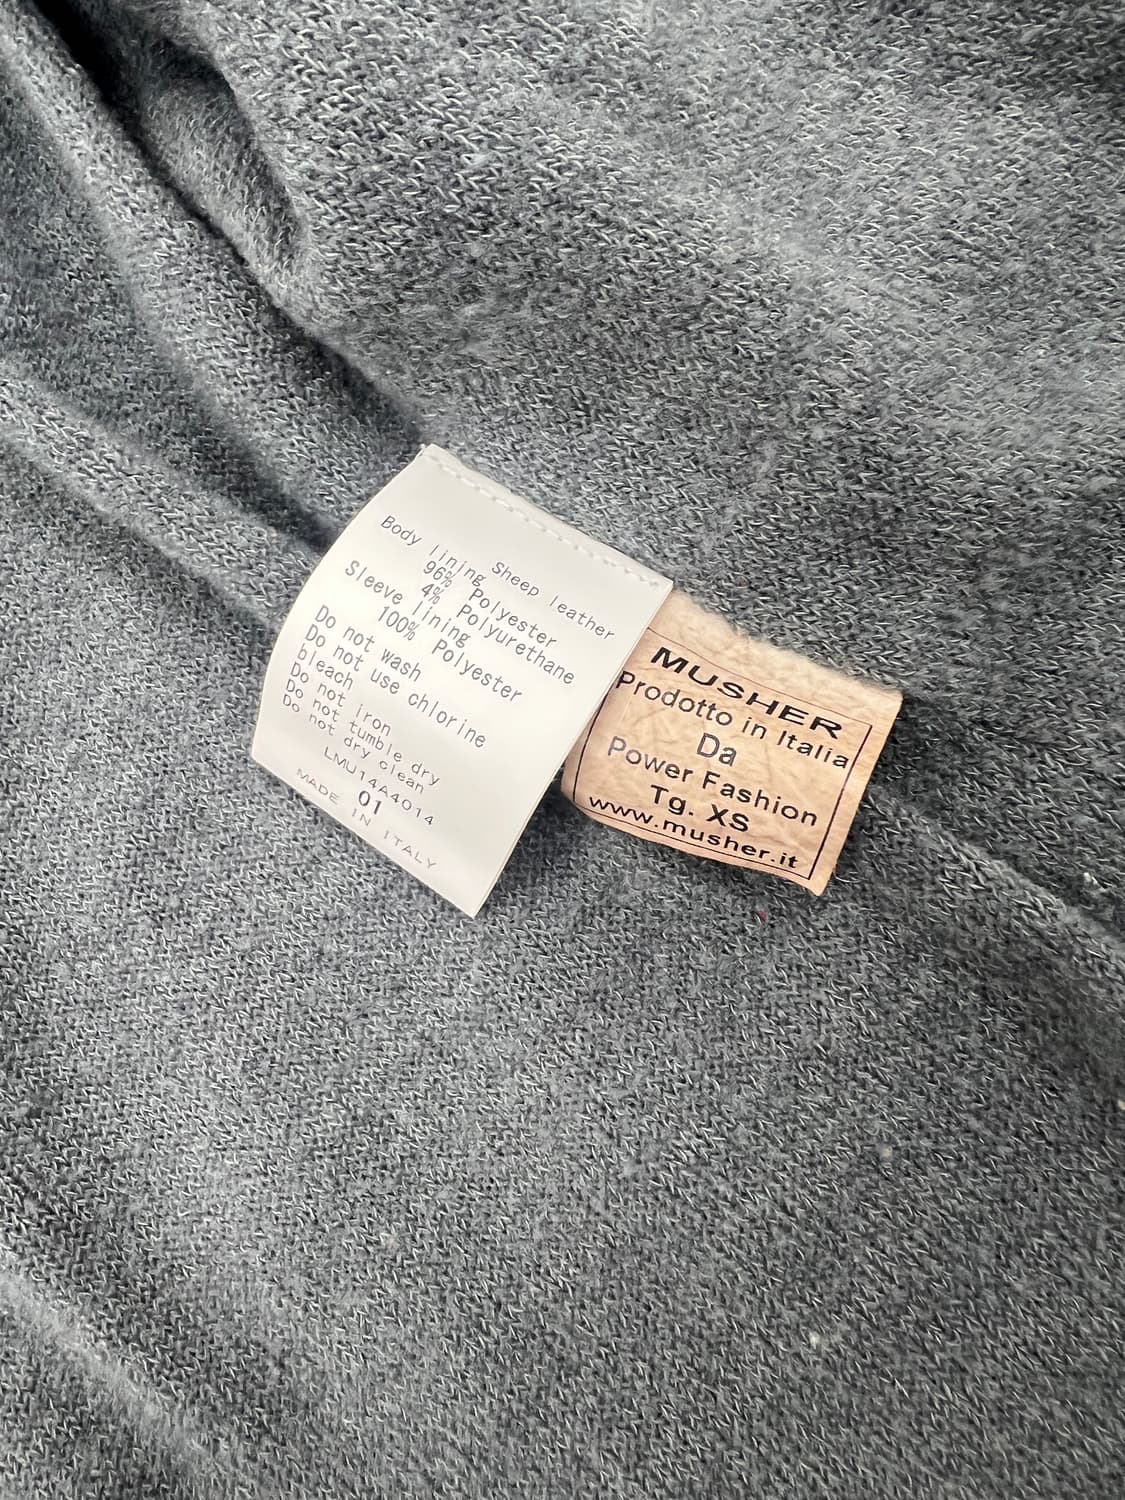 Sheep leather
Body lining
96% Polyester
4% Polyurethane
Sleeve lining
100% Polyester
Do not wash
Do not use chlorine
bleach
Do not iron
Do not tumble dry
Do not dry clean
LMU14A4014
01
MADE IN ITALY
MUSHER
Prodotto in Italia
Da
Power Fashion
Tg. XS
www.musher.it